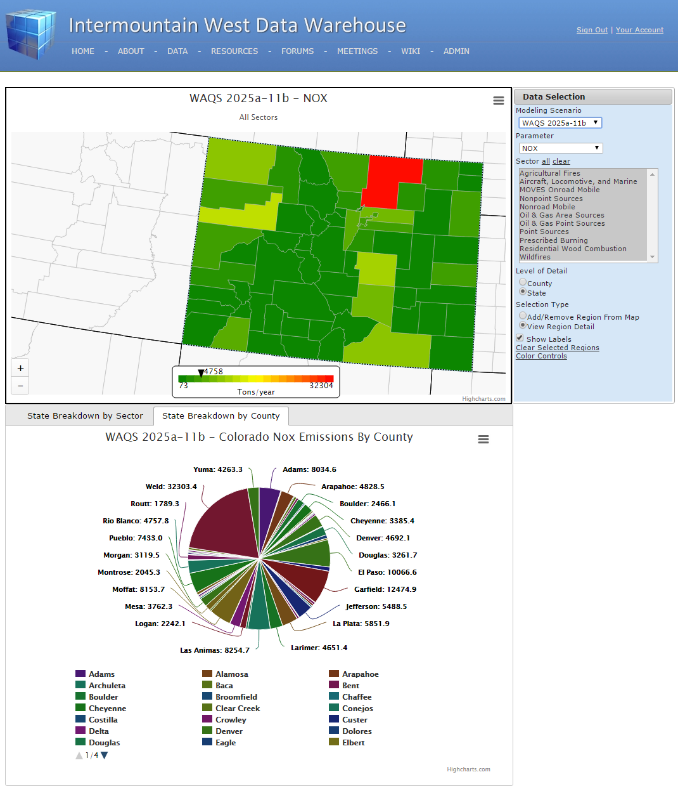 Intermountain West Data Warehouse
Sign Out | Your Account
HOME - ABOUT - DATA - RESOURCES - FORUMS - MEETINGS - WIKI - ADMIN
WAQS 2025a-11b - NOX
All Sectors
+
−
4758
73 32304
Tons/year
Highcharts.com
Data Selection
Modeling Scenario
WAQS 2025a-11b
Parameter
NOX
Sector all clear
Agricultural Fires
Aircraft, Locomotive, and Marine
MOVES Onroad Mobile
Nonpoint Sources
Nonroad Mobile
Oil & Gas Area Sources
Oil & Gas Point Sources
Point Sources
Prescribed Burning
Residential Wood Combustion
Wildfires
Level of Detail
County
State
Selection Type
Add/Remove Region From Map
View Region Detail
Show Labels
Clear Selected Regions
Color Controls
State Breakdown by Sector State Breakdown by County
WAQS 2025a-11b - Colorado Nox Emissions By County
Yuma: 4263.3 Adams: 8034.6
Weld: 32303.4 Arapahoe: 4828.5
Routt: 1789.3 Boulder: 2466.1
Rio Blanco: 4757.8 Cheyenne: 3385.4
Pueblo: 7433.0 Denver: 4692.1
Morgan: 3119.5 Douglas: 3261.7
Montrose: 2045.3 El Paso: 10066.6
Moffat: 8153.7 Garfield: 12474.9
Mesa: 3762.3 Jefferson: 5488.5
Logan: 2242.1 La Plata: 5851.9
Las Animas: 8254.7 Larimer: 4651.4
Adams Alamosa Arapahoe
Archuleta Baca Bent
Boulder Broomfield Chaffee
Cheyenne Clear Creek Conejos
Costilla Crowley Custer
Delta Denver Dolores
Douglas Eagle Elbert
1/4
Highcharts.com